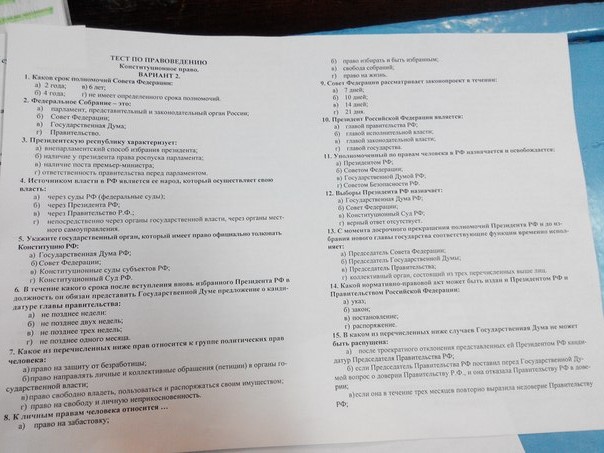 ТЕСТ ПО ПРАВОВЕДЕНИЮ
Конституционное право.
ВАРИАНТ 2.
1. Каков срок полномочий Совета Федерации:
а) 2 года; в) 6 лет;
б) 4 года; г) не имеет определенного срока полномочий.
2. Федеральное Собрание – это:
а) парламент, представительный и законодательный орган России;
б) Совет Федерации;
в) Государственная Дума;
г) Правительство.
3. Президентскую республику характеризует:
а) внепарламентский способ избрания президента;
б) наличие у президента права роспуска парламента;
в) наличие поста премьер-министра;
г) ответственность правительства перед парламентом.
4. Источником власти в РФ является ее народ, который осуществляет свою
власть:
а) через суды РФ (федеральные суды);
б) через Президента РФ;
в) через Правительство Р.Ф.;
г) непосредственно через органы государственной власти, через органы мест-
ного самоуправления.
5. Укажите государственный орган, который имеет право официально толковать
Конституцию РФ:
а) Государственная Дума РФ;
б) Совет Федерации;
в) Конституционные суды субъектов РФ;
г) Конституционный Суд РФ.
6. В течение какого срока после вступления вновь избранного Президента РФ в
должность он обязан представить Государственной Думе предложение о канди-
датуре главы правительства:
а) не позднее недели;
б) не позднее двух недель;
в) не позднее трех недель;
г) не позднее одного месяца.
7. Какое из перечисленных ниже прав относится к группе политических прав
человека:
а) право на защиту от безработицы;
б) право направлять личные и коллективные обращения (петиции) в органы го-
сударственной власти;
в) право свободно владеть, пользоваться и распоряжаться своим имуществом;
г) право на свободу и личную неприкосновенность.
8. К личным правам человека относится …
а) право на забастовку;
б) право избирать и быть избранным;
в) свобода собраний;
г) право на жизнь.
9. Совет Федерации рассматривает законопроект в течение:
а) 7 дней;
б) 10 дней;
в) 14 дней;
г) 21 дня.
10. Президент Российской Федерации является:
а) главой правительства РФ;
б) главой исполнительной власти;
в) главой законодательной власти;
г) главой государства.
11. Уполномоченный по правам человека в РФ назначается и освобождается:
а) Президентом РФ;
б) Советом Федерации;
в) Государственной Думой РФ;
г) Советом Безопасности РФ.
12. Выборы Президента РФ назначает:
а) Государственная Дума РФ;
б) Совет Федерации;
в) Конституционный Суд РФ;
г) верный ответ отсутствует.
13. С момента досрочного прекращения полномочий Президента РФ и до из-
брания нового главы государства соответствующие функции временно испол-
няет:
а) Председатель Совета Федерации;
б) Председатель Государственной Думы;
в) Председатель Правительства;
г) коллективный орган, состоящий из трех перечисленных выше лиц.
14. Какой нормативно-правовой акт может быть издан и Президентом РФ и
Правительством Российской Федерации:
а) указ;
б) закон;
в) постановление;
г) распоряжение.
15. В каком из перечисленных ниже случаев Государственная Дума не может
быть распущена:
а) после троекратного отклонения представленных ей Президентом РФ канд
датур Председателя Правительства РФ;
б) если Председатель Правительства РФ поставил перед Государственной Ду-
мой вопрос о доверии Правительству Р.Ф., и она отказала Правительству РФ в дове-
рии;
в) если она в течение трех месяцев повторно выразила недоверие Правительству
РФ;